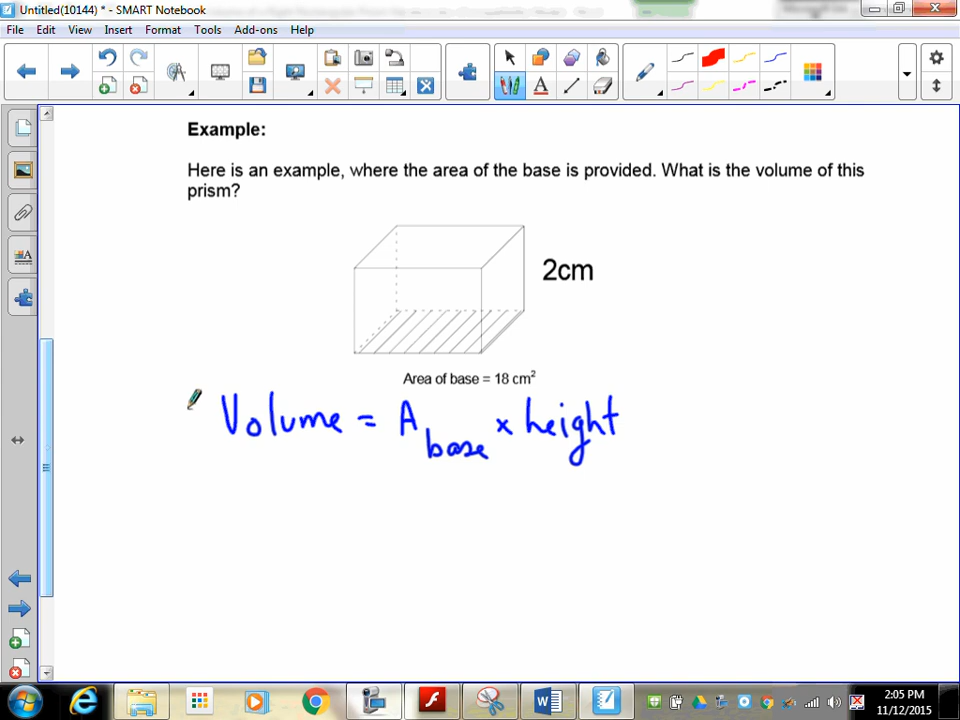 Untitled(10144) * - SMART Notebook
File Edit View Insert Format Tools Add-ons Help
Example:
Here is an example, where the area of the base is provided. What is the volume of this
prism?
2cm
Area of base = 18 cm²
Volume = A base × height
2:05 PM
11/12/2015